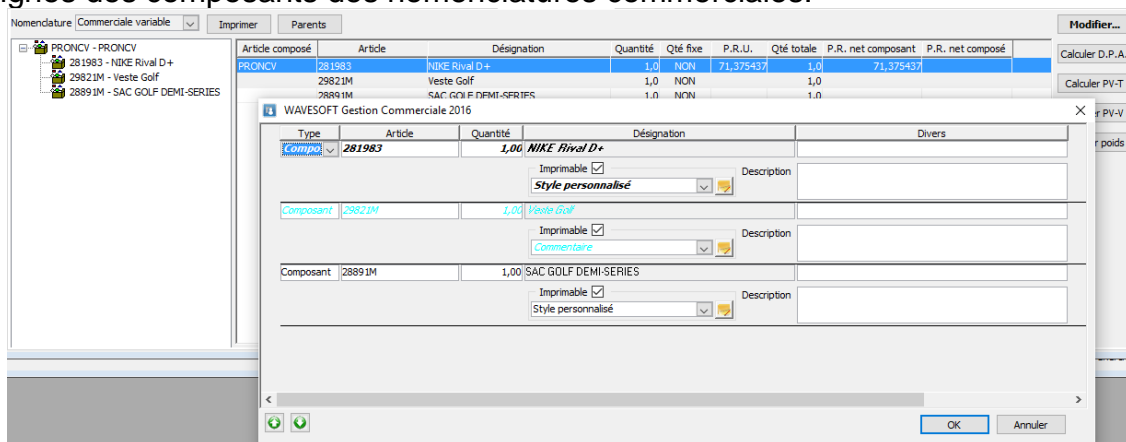 ignes des composants des nomenclatures commerciales.
Nomenclature Commerciale variable Imprimer Parents Modifier...
PRONCV - PRONCV
281983 - NIKE Rival D+
29821M - Veste Golf
28891M - SAC GOLF DEMI-SERIES
Article composé Article Désignation Quantité Qté fixe P.R.U. Qté totale P.R. net composant P.R. net composé
PRONCV 281983 NIKE Rival D+ 1,0 NON 71,375437 1,0 71,375437
29821M Veste Golf 1,0 NON 1,0
28891M SAC GOLF DEMI-SERIES 1,0 NON 1,0
Calculer D.P.A.
Calculer PV-T
er PV-V
r poids
WAVESOFT Gestion Commerciale 2016
Type Article Quantité Désignation Divers
Compo: 281983 1,00 NIKE Rival D+
Imprimable Description
Style personnalisé
Composant 29821M 1,00 Veste Golf
Imprimable Description
Commentaire
Composant 28891M 1,00 SAC GOLF DEMI-SERIES
Imprimable Description
Style personnalisé
OK Annuler